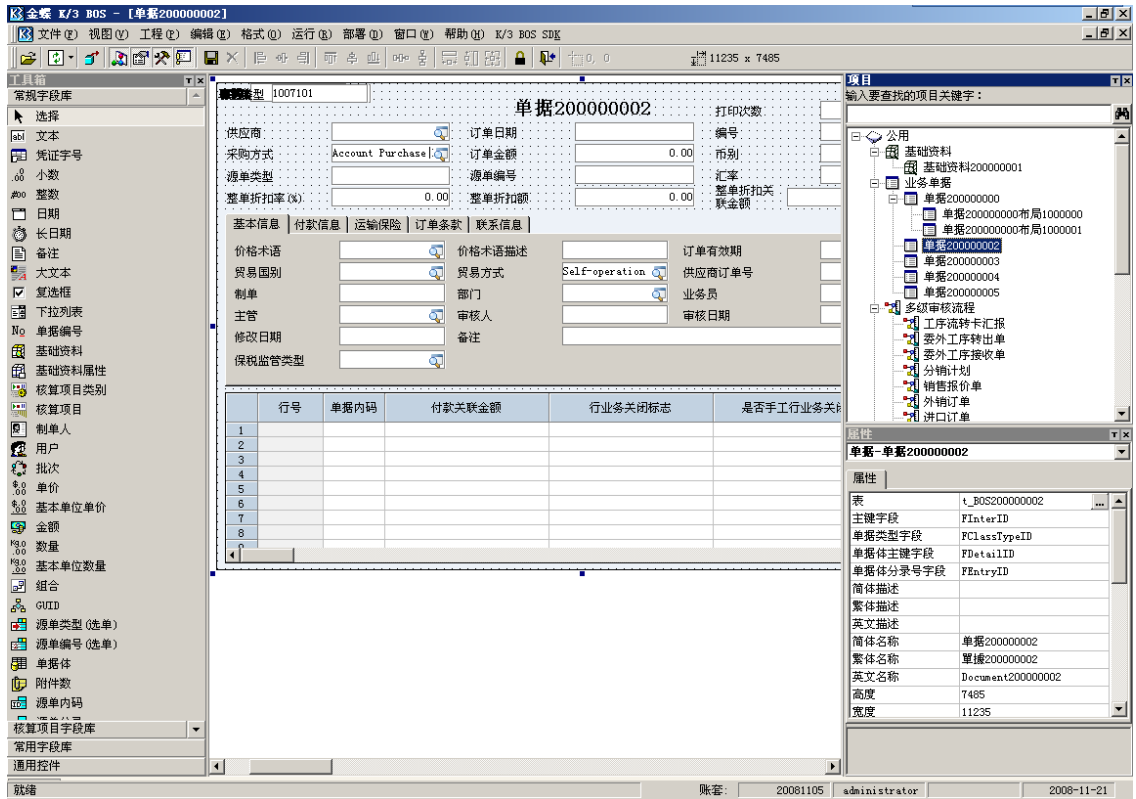 金蝶 K/3 BOS - [单据200000002]
文件(F) 视图(V) 工程(P) 编辑(E) 格式(O) 运行(R) 部署(D) 窗口(W) 帮助(H) K/3 BOS SDK
0, 0 11235 x 7485
工具箱
常规字段库
选择
文本
凭证字号
小数
整数
日期
长日期
备注
大文本
复选框
下拉列表
单据编号
基础资料
基础资料属性
核算项目类别
核算项目
制单人
用户
批次
单价
基本单位单价
金额
数量
基本单位数量
组合
GUID
源单类型(选单)
源单编号(选单)
单据体
附件数
源单内码
核算项目字段库
常用字段库
通用控件
类型 1007101
单据200000002 打印次数
供应商 订单日期 编号
采购方式 Account Purchase 订单金额 0.00 币别
源单类型 源单编号 汇率
整单折扣率(%) 0.00 整单折扣额 0.00 整单折扣关联金额
基本信息 付款信息 运输保险 订单条款 联系信息
价格术语 价格术语描述 订单有效期
贸易国别 贸易方式 Self-operation 供应商订单号
制单 部门 业务员
主管 审核人 审核日期
修改日期 备注
保税监管类型
行号 单据内码 付款关联金额 行业务关闭标志 是否手工行业务关闭
1
2
3
4
5
6
7
8
9
项目
输入要查找的项目关键字:
公用
基础资料
基础资料200000001
业务单据
单据200000000
单据200000000布局1000000
单据200000000布局1000001
单据200000002
单据200000003
单据200000004
单据200000005
多级审核流程
工序流转卡汇报
委外工序转出单
委外工序接收单
分销计划
销售报价单
外销订单
进口订单
属性
单据-单据200000002
属性
表 t_BOS200000002 ...
主键字段 FInterID
单据类型字段 FClassTypeID
单据体主键字段 FDetailID
单据体分录号字段 FEntryID
简体描述
繁体描述
英文描述
简体名称 单据200000002
繁体名称 單據200000002
英文名称 Document200000002
高度 7485
宽度 11235
就绪 账套: 20081105 administrator 2008-11-21